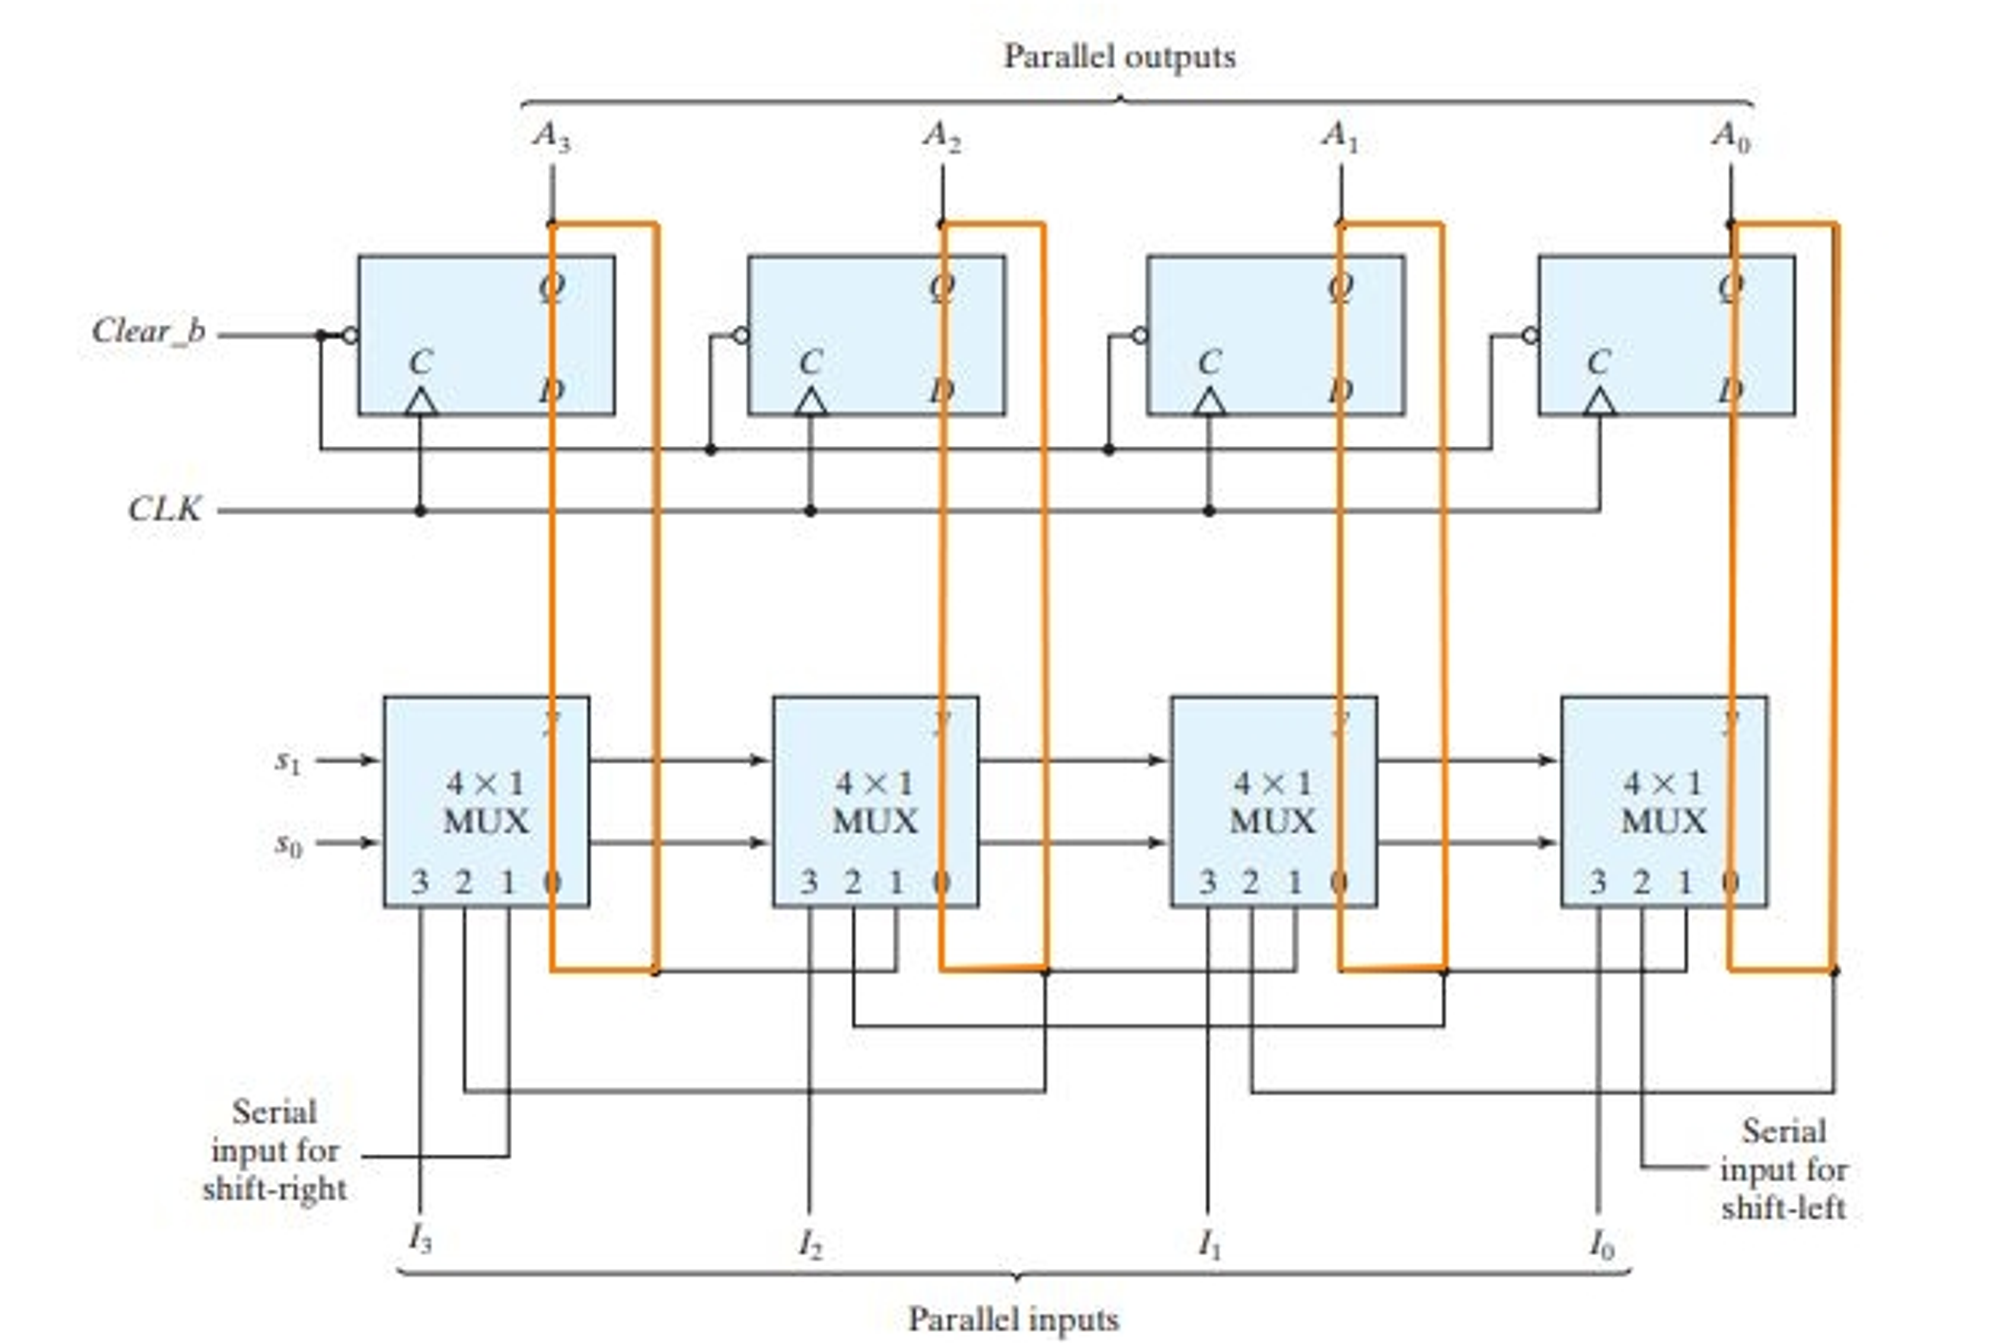 Parallel outputs
A3 A2 A1 A0
Q Q Q Q
Clear_b
C C C C
D D D D
CLK
y y y y
s1
4 × 1 4 × 1 4 × 1 4 × 1
MUX MUX MUX MUX
s0
3 2 1 0 3 2 1 0 3 2 1 0 3 2 1 0
Serial
input for
shift-right
Serial
input for
shift-left
I3 I2 I1 I0
Parallel inputs